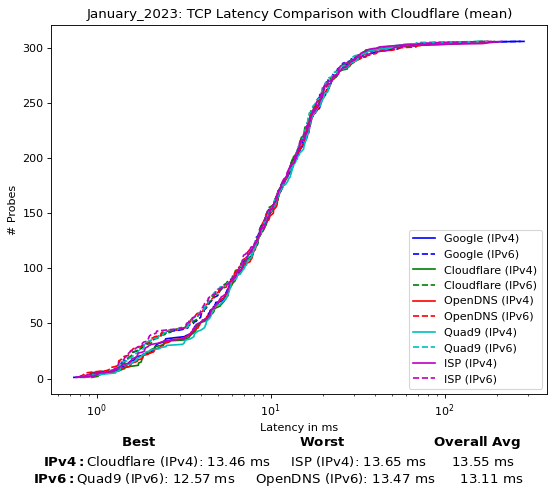 January_2023: TCP Latency Comparison with Cloudflare (mean)
300
250
200
150
100
50
0
# Probes
Google (IPv4)
Google (IPv6)
Cloudflare (IPv4)
Cloudflare (IPv6)
OpenDNS (IPv4)
OpenDNS (IPv6)
Quad9 (IPv4)
Quad9 (IPv6)
ISP (IPv4)
ISP (IPv6)
10⁰ 10¹ 10²
Latency in ms
Best Worst Overall Avg
IPv4: Cloudflare (IPv4): 13.46 ms ISP (IPv4): 13.65 ms 13.55 ms
IPv6: Quad9 (IPv6): 12.57 ms OpenDNS (IPv6): 13.47 ms 13.11 ms